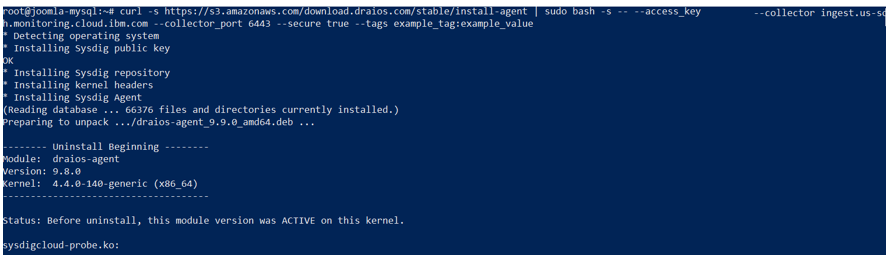 root@joomla-mysql:~# curl -s https://s3.amazonaws.com/download.draios.com/stable/install-agent | sudo bash -s -- --access_key --collector ingest.us-so
h.monitoring.cloud.ibm.com --collector_port 6443 --secure true --tags example_tag:example_value
* Detecting operating system
* Installing Sysdig public key
OK
* Installing Sysdig repository
* Installing kernel headers
* Installing Sysdig Agent
(Reading database ... 66376 files and directories currently installed.)
Preparing to unpack .../draios-agent_9.9.0_amd64.deb ...
-------- Uninstall Beginning --------
Module:  draios-agent
Version: 9.8.0
Kernel:  4.4.0-140-generic (x86_64)
-------------------------------------
Status: Before uninstall, this module version was ACTIVE on this kernel.
sysdigcloud-probe.ko: